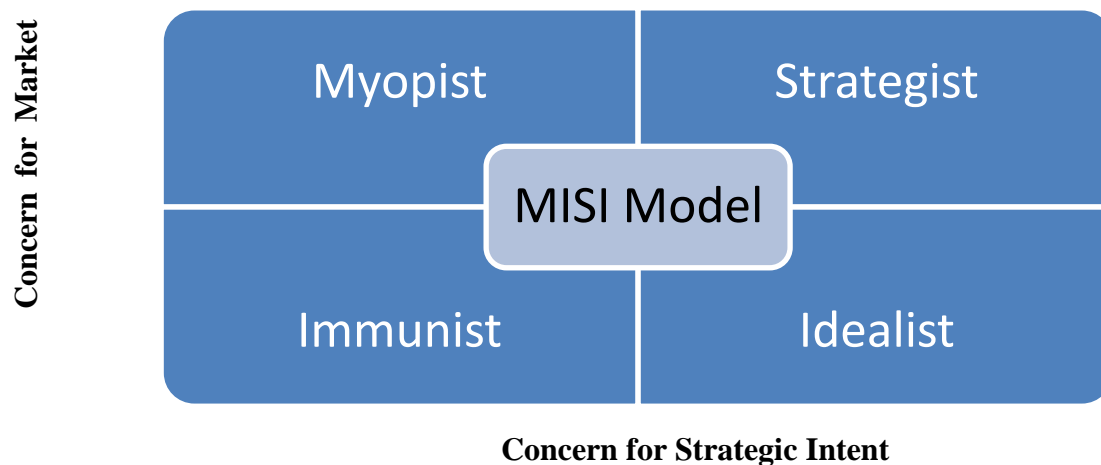 Concern for Market
Myopist
Strategist
MISI Model
Immunist
Idealist
Concern for Strategic Intent